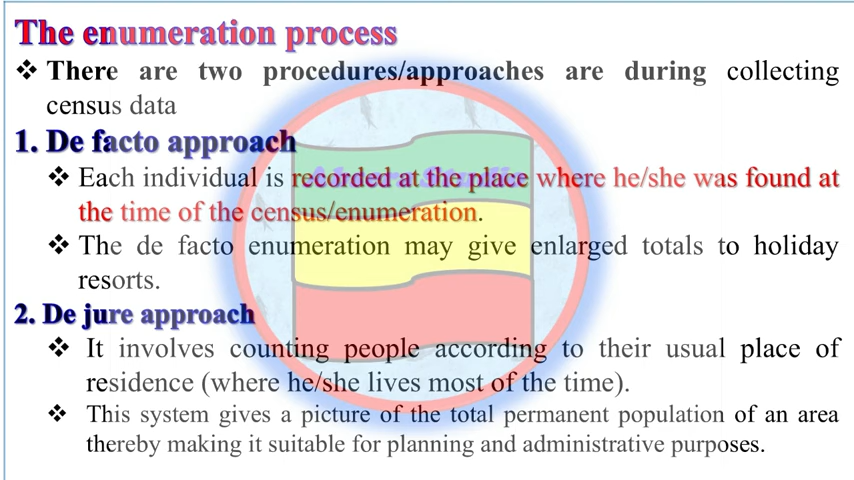 The enumeration process
❖ There are two procedures/approaches are during collecting
census data
1. De facto approach
❖ Each individual is recorded at the place where he/she was found at
the time of the census/enumeration.
❖ The de facto enumeration may give enlarged totals to holiday
resorts.
2. De jure approach
❖ It involves counting people according to their usual place of
residence (where he/she lives most of the time).
❖ This system gives a picture of the total permanent population of an area
thereby making it suitable for planning and administrative purposes.